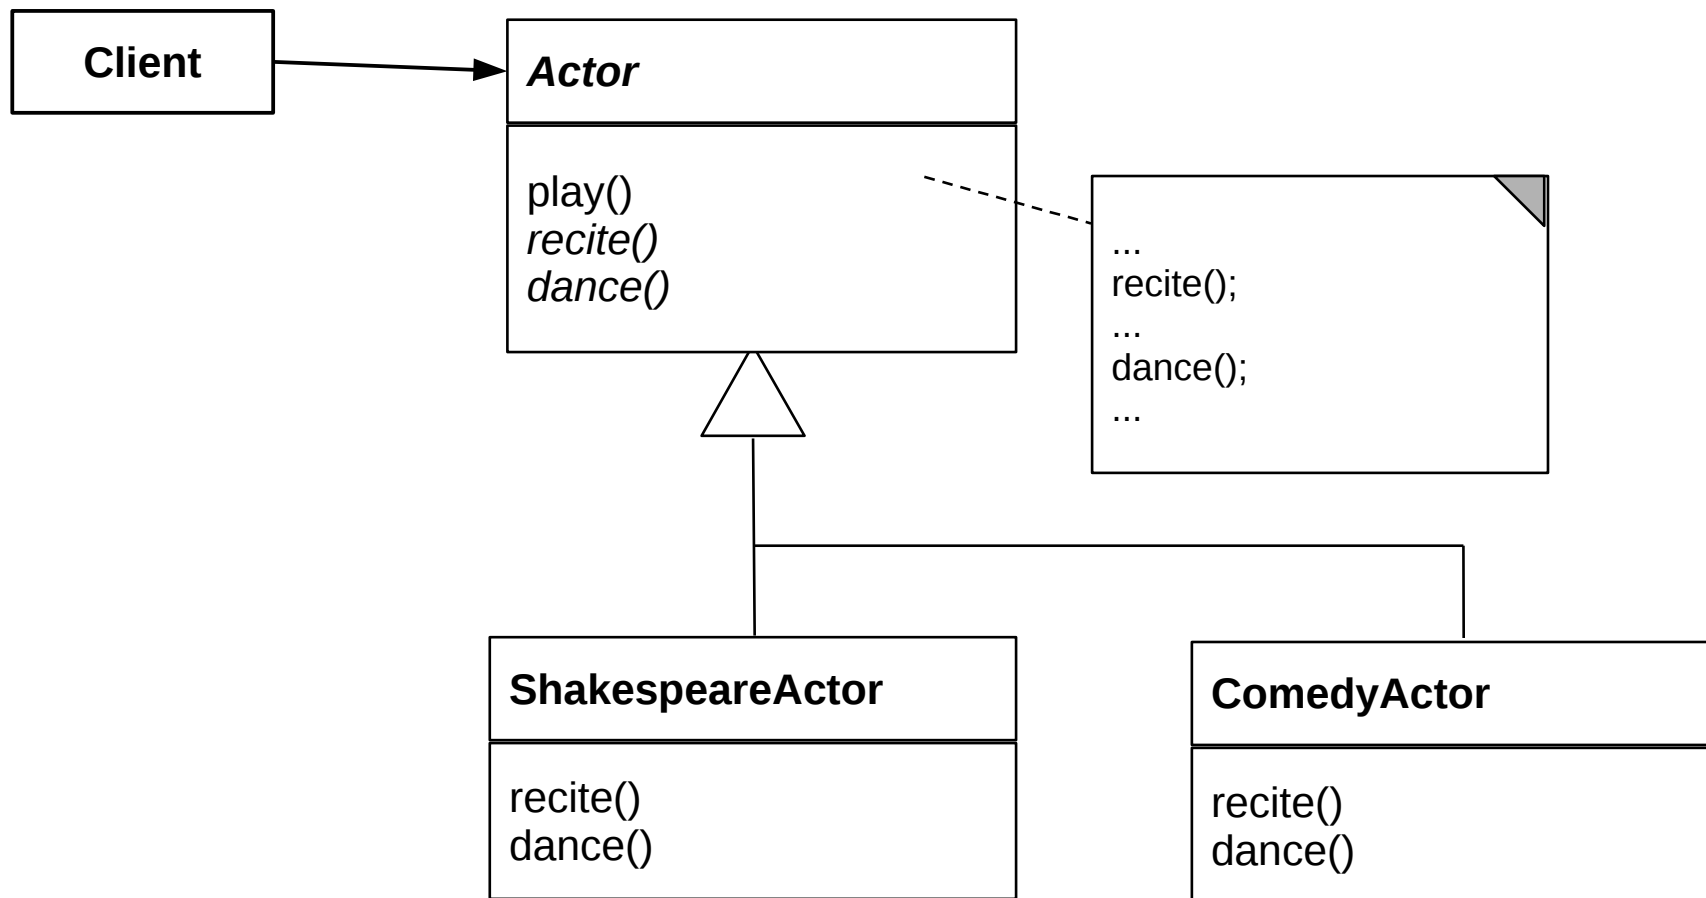 Client
Actor
play()
recite()
dance()
...
recite();
...
dance();
...
ShakespeareActor
recite()
dance()
ComedyActor
recite()
dance()